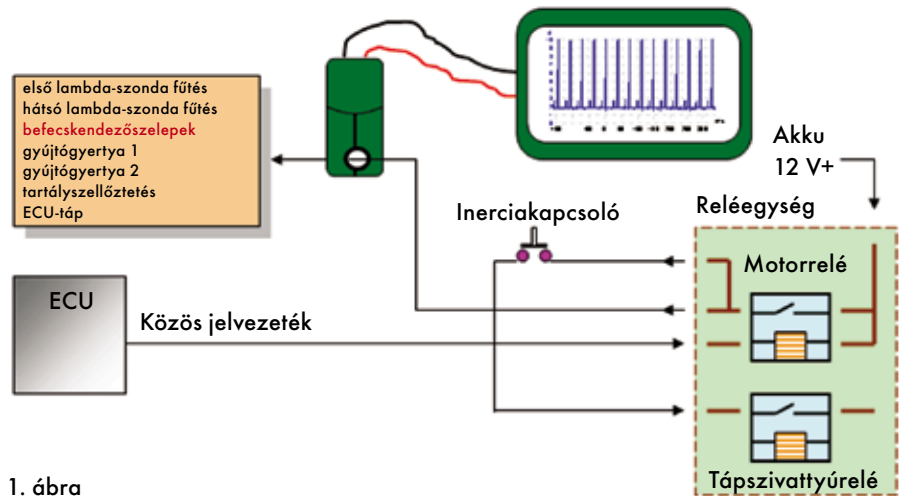 első lambda-szonda fűtés
hátsó lambda-szonda fűtés
befecskendezőszelepek
gyújtógyertya 1
gyújtógyertya 2
tartályszellőztetés
ECU-táp
Akku
12 V+
Inerciakapcsoló
Reléegység
Motorrelé
ECU
Közös jelvezeték
Tápszivattyúrelé
1. ábra